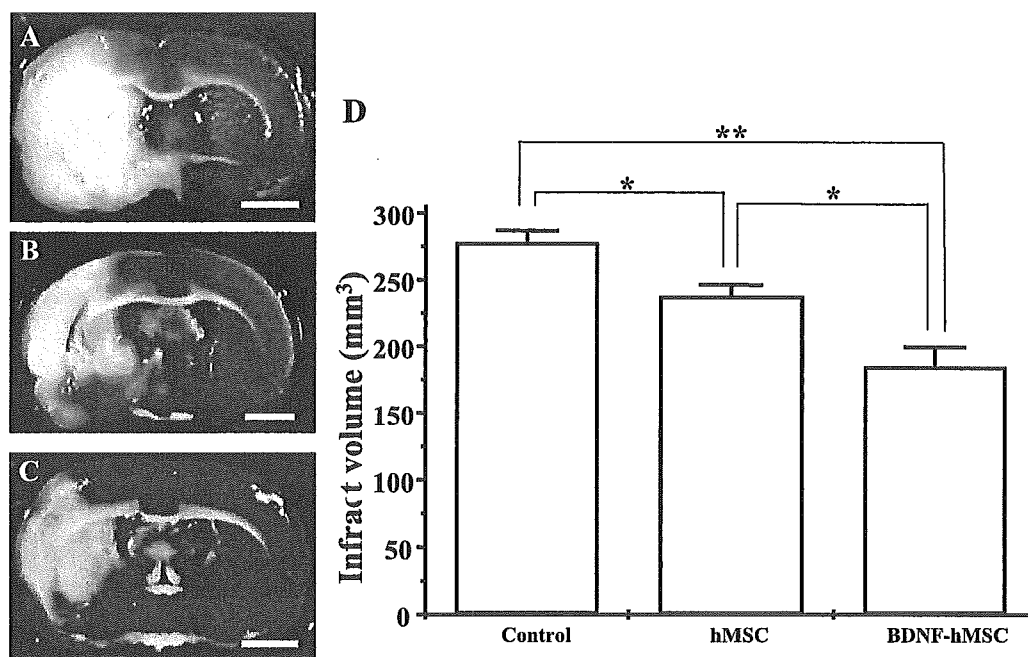 A
B
C
D
**
*
*
Infract volume (mm3)
300
250
200
150
100
50
0
Control
hMSC
BDNF-hMSC